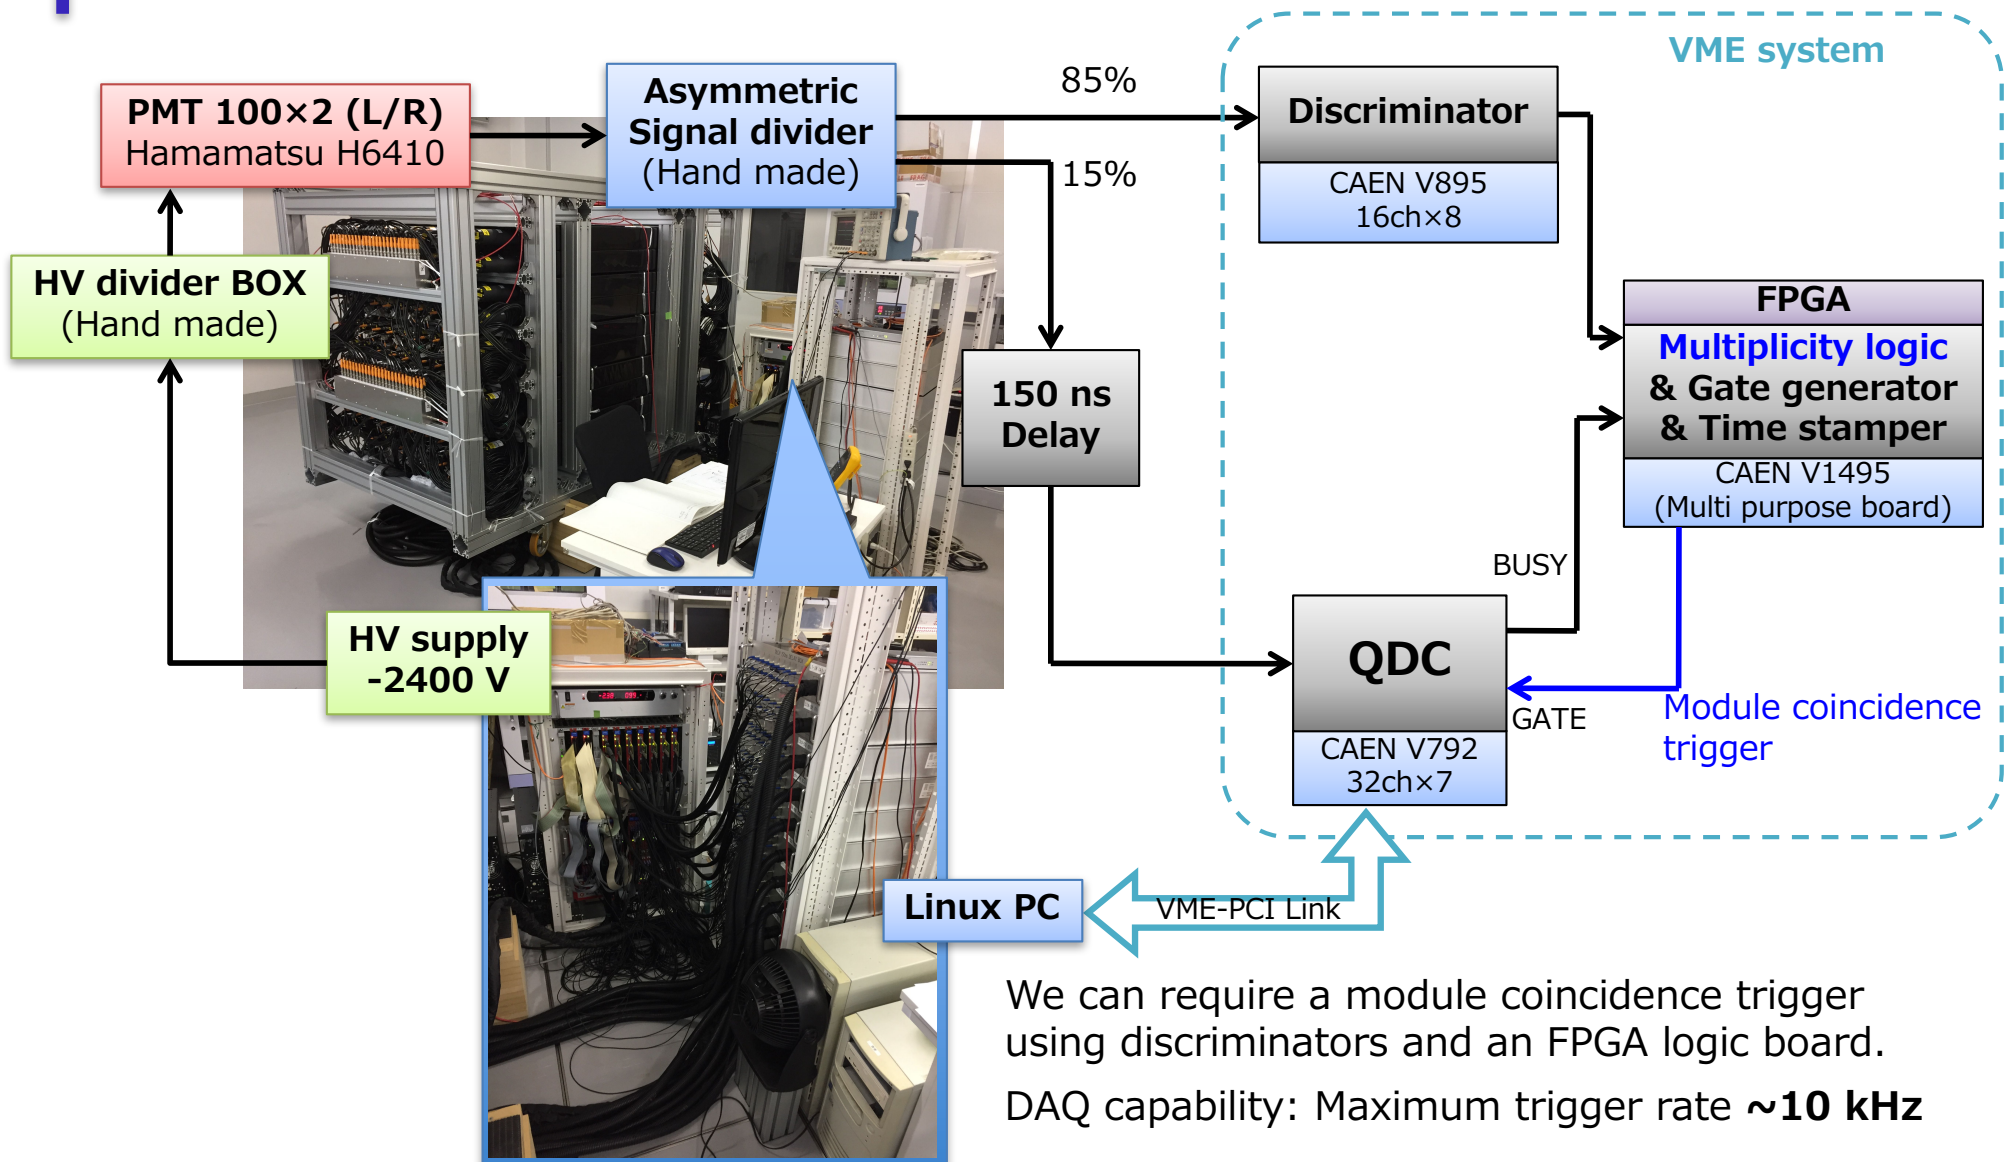 VME system
PMT 100×2 (L/R)
Hamamatsu H6410
Asymmetric
Signal divider
(Hand made)
85%
15%
Discriminator
CAEN V895
16ch×8
HV divider BOX
(Hand made)
FPGA
Multiplicity logic
& Gate generator
& Time stamper
CAEN V1495
(Multi purpose board)
150 ns
Delay
BUSY
HV supply
-2400 V
QDC
GATE
Module coincidence
trigger
CAEN V792
32ch×7
Linux PC
VME-PCI Link
We can require a module coincidence trigger
using discriminators and an FPGA logic board.
DAQ capability: Maximum trigger rate ~10 kHz